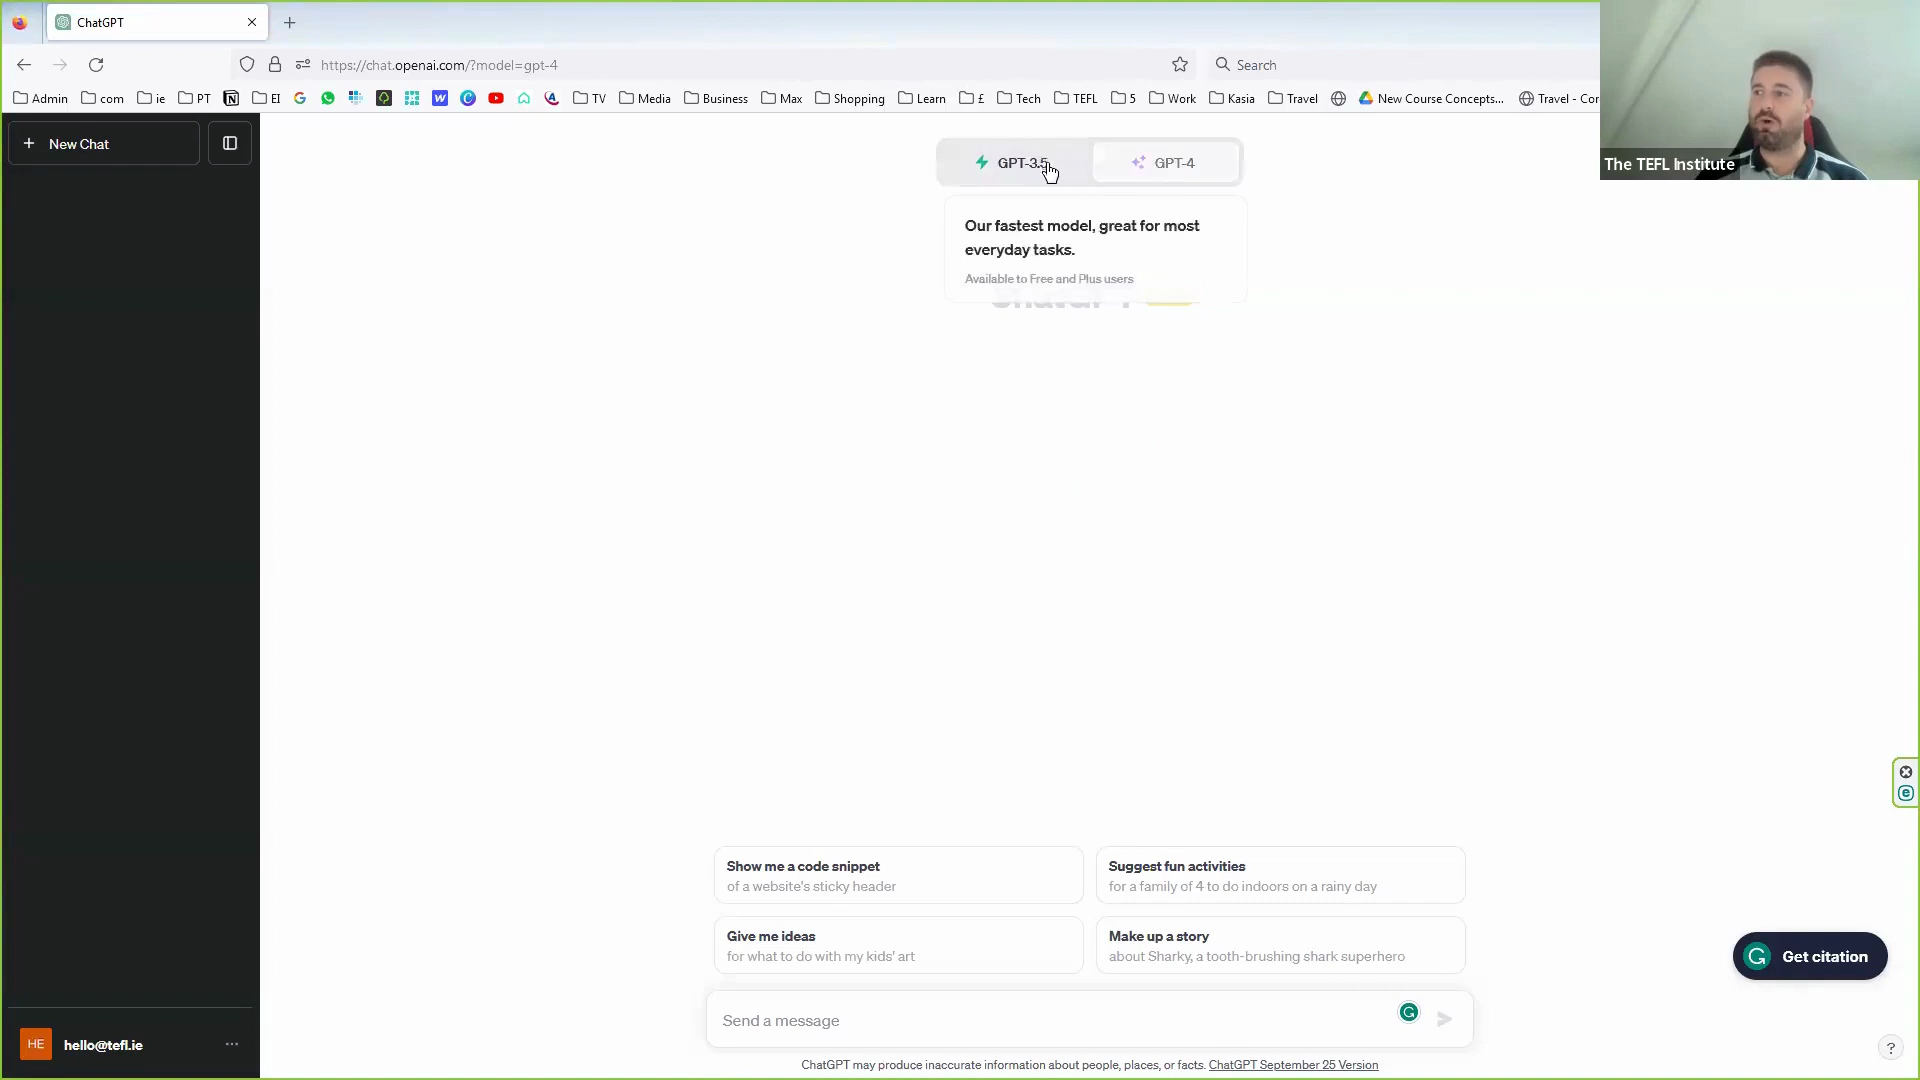 ChatGPT
https://chat.openai.com/?model=gpt-4
Search
Admin
com
ie
PT
EI
TV
Media
Business
Max
Shopping
Learn
£
Tech
TEFL
5
Work
Kasia
Travel
New Course Concepts...
Travel - Cor
The TEFL Institute
New Chat
GPT-3.5
GPT-4
Our fastest model, great for most
everyday tasks.
Available to Free and Plus users
ChatGPT
Show me a code snippet
of a website's sticky header
Suggest fun activities
for a family of 4 to do indoors on a rainy day
Give me ideas
for what to do with my kids' art
Make up a story
about Sharky, a tooth-brushing shark superhero
Get citation
Send a message
HE
hello@tefl.ie
ChatGPT may produce inaccurate information about people, places, or facts. ChatGPT September 25 Version